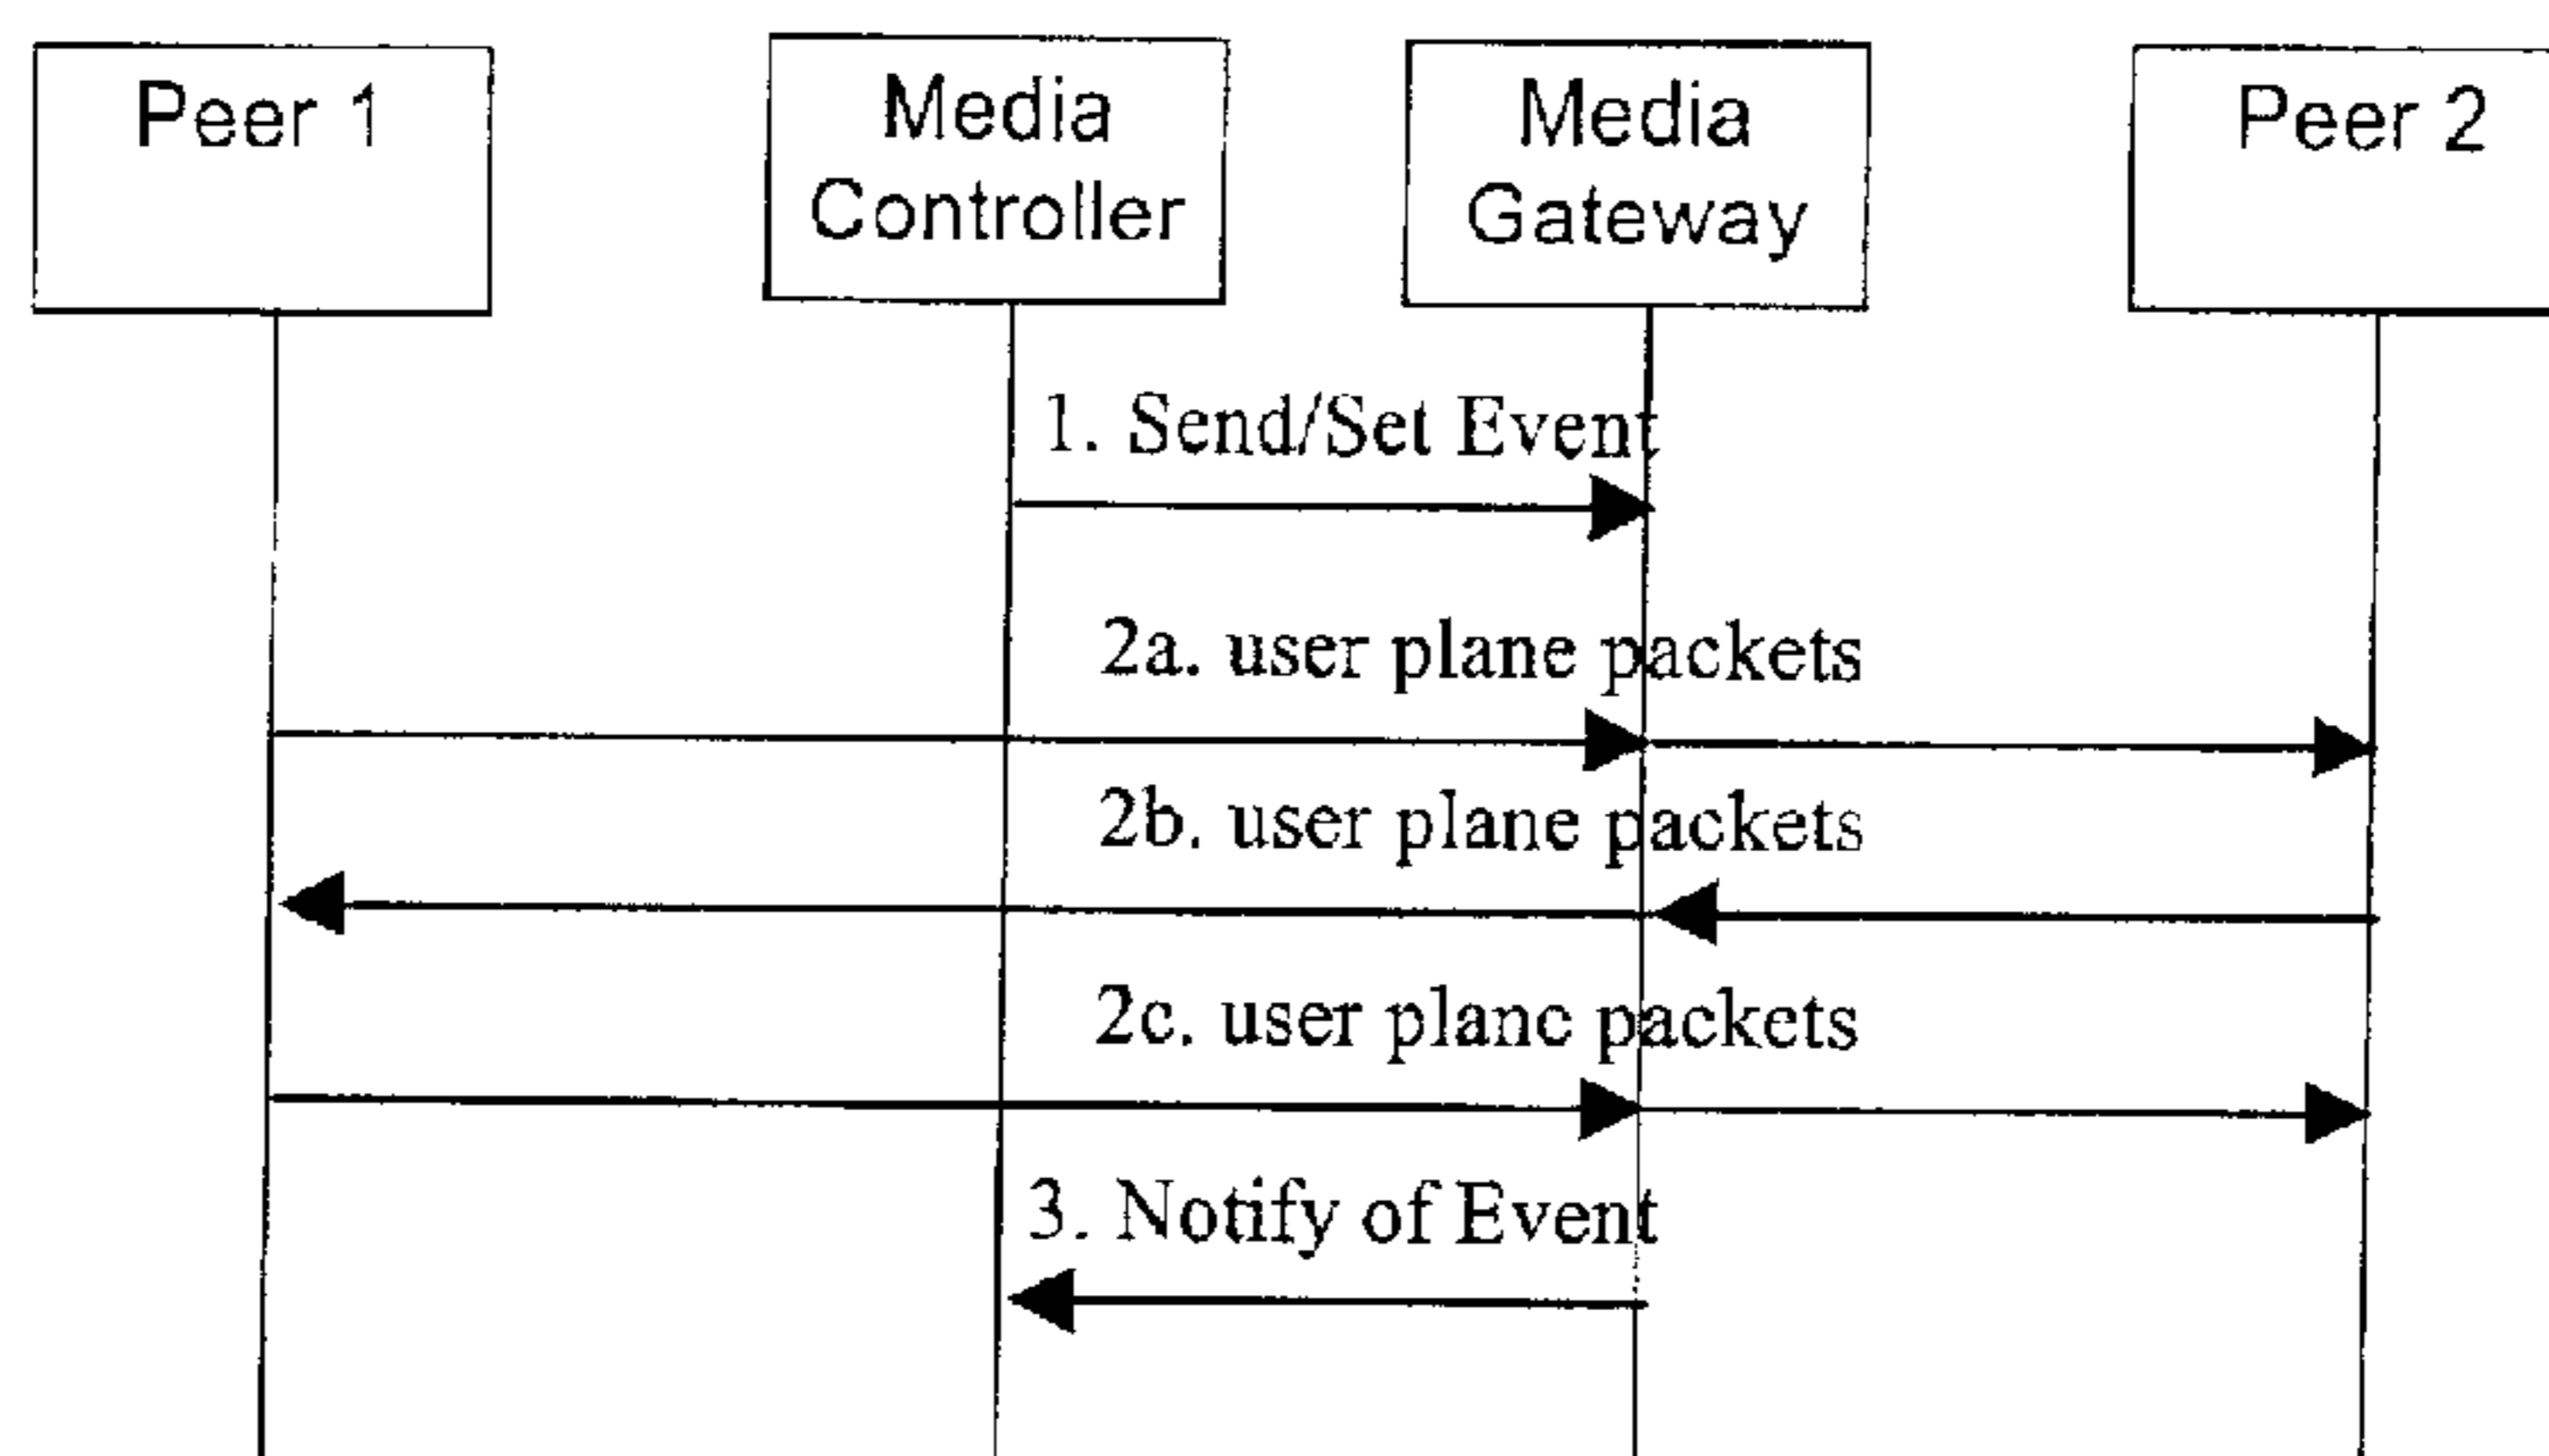 Peer 1
Media
Controller
Media
Gateway
Peer 2
1. Send/Set Event
2a. user plane packets
2b. user plane packets
2c. user plane packets
3. Notify of Event